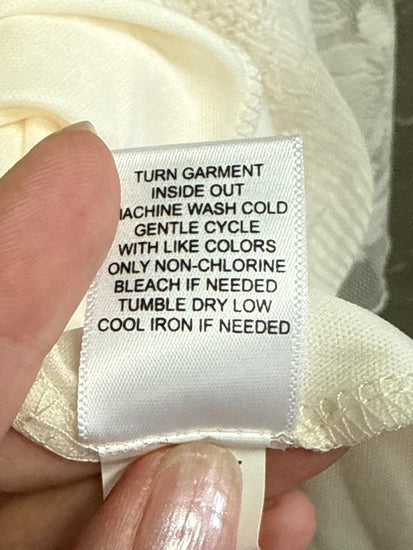 TURN GARMENT
INSIDE OUT
MACHINE WASH COLD
GENTLE CYCLE
WITH LIKE COLORS
ONLY NON-CHLORINE
BLEACH IF NEEDED
TUMBLE DRY LOW
COOL IRON IF NEEDED